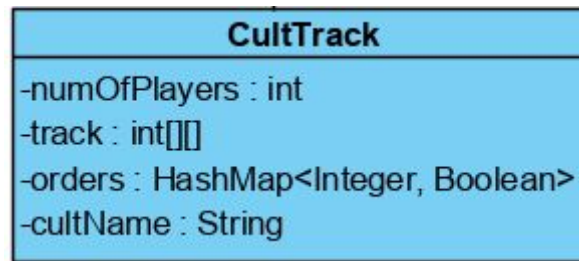 CultTrack
-numOfPlayers : int
-track : int[][]
-orders : HashMap<Integer, Boolean>
-cultName : String